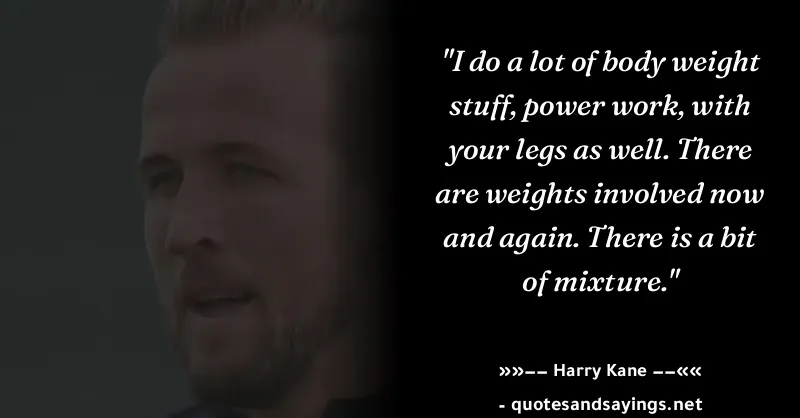 "I do a lot of body weight
stuff, power work, with
your legs as well. There
are weights involved now
and again. There is a bit
of mixture."
»»−− Harry Kane −−««
- quotesandsayings.net